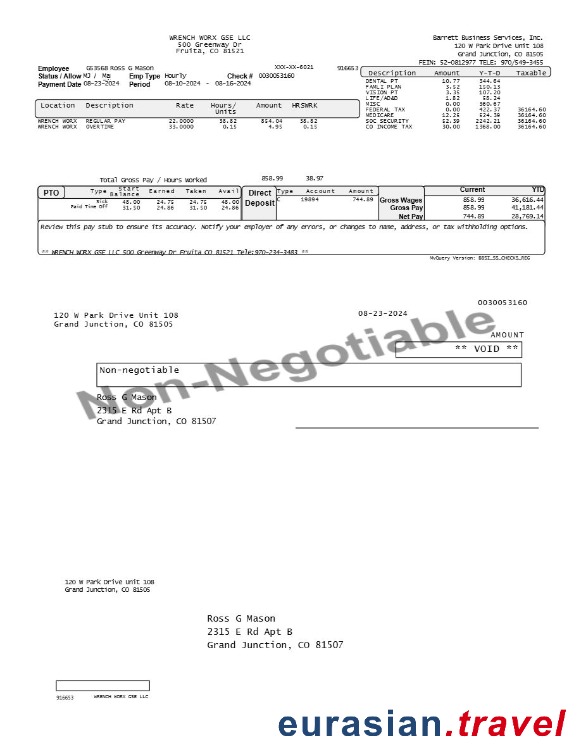 WRENCH WORX GSE LLC
500 Greenway Dr
Fruita, CO 81521
Barrett Business Services, Inc.
120 W Park Drive Unit 108
Grand Junction, CO 81505
FEIN: 52-0812977 TELE: 970/549-3455
Employee GS3568 ROSS G MASON XXX-XX-6021 916653
Status / Allow MJ / Ma Emp Type Hourly Check # 0030053160
Payment Date 08-23-2024 Period 08-10-2024 - 08-16-2024
Description Amount Y-T-D Taxable
DENTAL PT 10.77 344.64
FAMLI PLAN 3.52 150.13
VISION PT 3.35 107.20
LIFE/AD&D 1.82 58.24
MISC 0.00 360.67
FEDERAL TAX 0.00 422.37 36164.60
MEDICARE 12.25 524.39 36164.60
SOC SECURITY 52.39 2242.21 36164.60
CO INCOME TAX 30.00 1368.00 36164.60
Location Description Rate Hours/ Units Amount HRSWRK
WRENCH WORX REGULAR PAY 22.0000 38.82 854.04 38.82
WRENCH WORX OVERTIME 33.0000 0.15 4.95 0.15
Total Gross Pay / Hours Worked 858.99 38.97
PTO Type Start Balance Earned Taken Avail
Sick 48.00 24.75 24.75 48.00
Paid Time Off 31.50 24.86 31.50 24.86
Direct Deposit Type Account Amount
C 19894 744.89
Current YTD
Gross Wages 858.99 36,616.44
Gross Pay 858.99 41,181.44
Net Pay 744.89 28,769.14
Review this pay stub to ensure its accuracy. Notify your employer of any errors, or changes to name, address, or tax withholding options.
** WRENCH WORX GSE LLC 500 Greenway Dr Fruita CO 81521 Tele:970-234-3483 **
MvQuery Version: BBSI_SS_CHECKS_REG
0030053160
120 W Park Drive Unit 108
Grand Junction, CO 81505
08-23-2024
AMOUNT
** VOID **
Non-negotiable
Non-Negotiable
Ross G Mason
2315 E Rd Apt B
Grand Junction, CO 81507
120 W Park Drive Unit 108
Grand Junction, CO 81505
Ross G Mason
2315 E Rd Apt B
Grand Junction, CO 81507
916653 WRENCH WORX GSE LLC
eurasian.travel